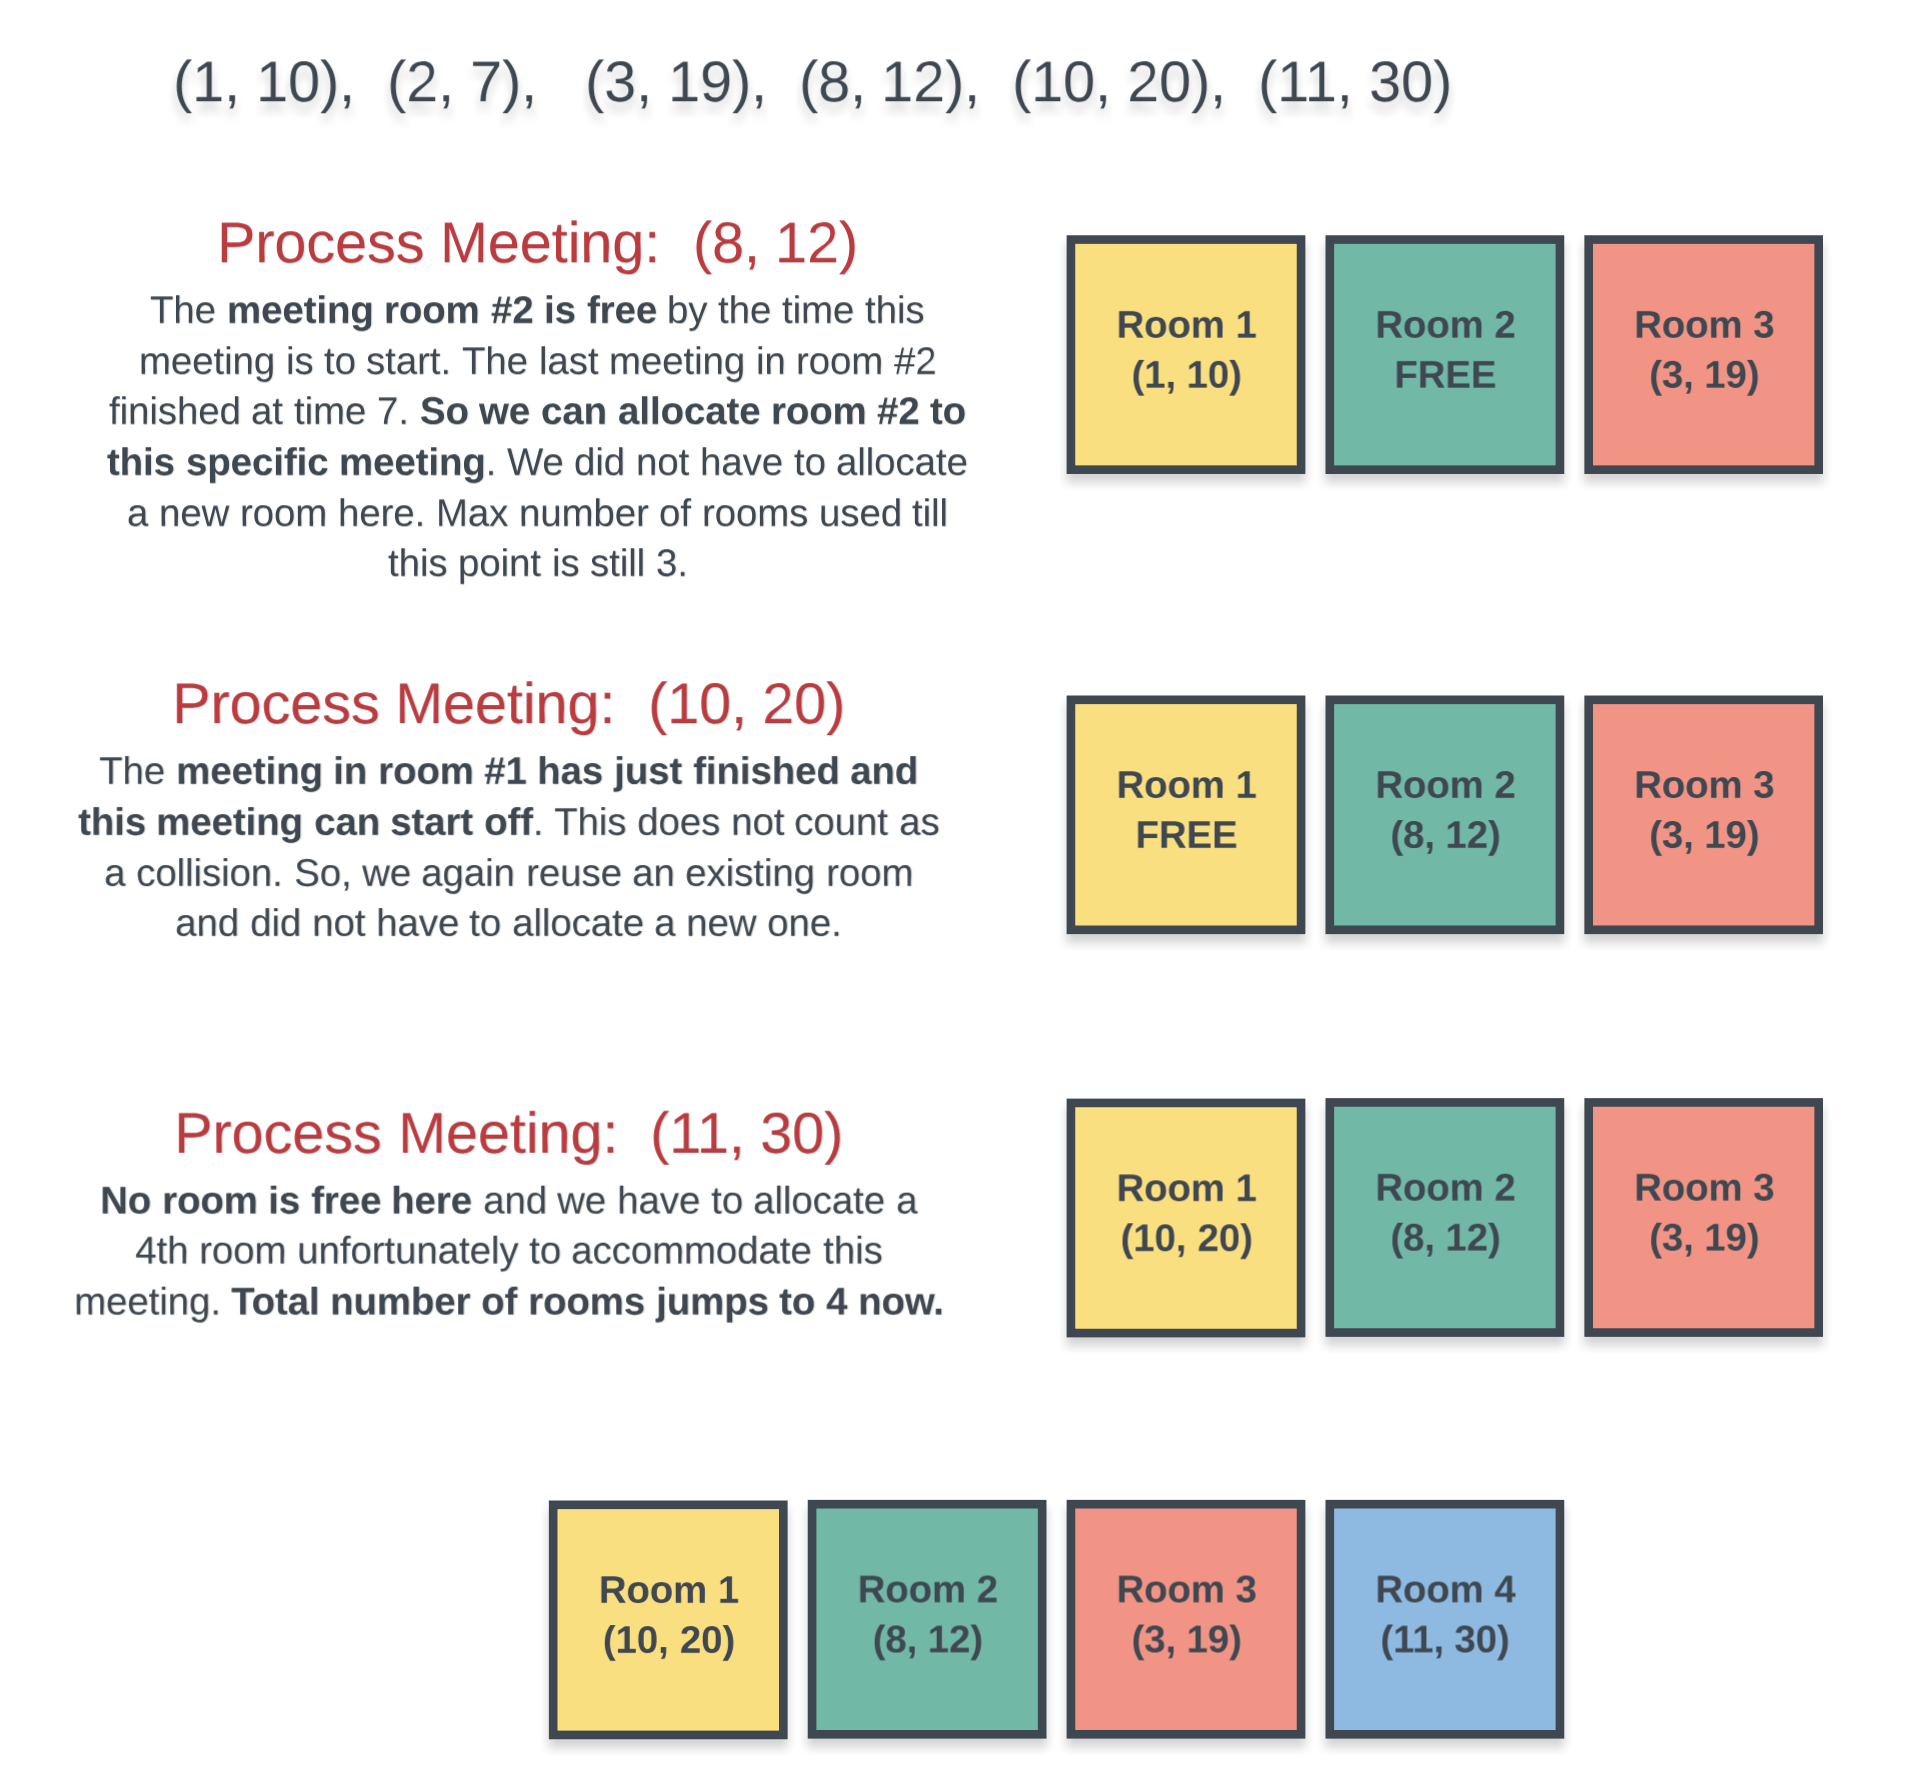 (1, 10), (2, 7), (3, 19), (8, 12), (10, 20), (11, 30)
Process Meeting: (8, 12)
The meeting room #2 is free by the time this
meeting is to start. The last meeting in room #2
finished at time 7. So we can allocate room #2 to
this specific meeting. We did not have to allocate
a new room here. Max number of rooms used till
this point is still 3.
Room 1
(1, 10)
Room 2
FREE
Room 3
(3, 19)
Process Meeting: (10, 20)
The meeting in room #1 has just finished and
this meeting can start off. This does not count as
a collision. So, we again reuse an existing room
and did not have to allocate a new one.
Room 1
FREE
Room 2
(8, 12)
Room 3
(3, 19)
Process Meeting: (11, 30)
No room is free here and we have to allocate a
4th room unfortunately to accommodate this
meeting. Total number of rooms jumps to 4 now.
Room 1
(10, 20)
Room 2
(8, 12)
Room 3
(3, 19)
Room 1
(10, 20)
Room 2
(8, 12)
Room 3
(3, 19)
Room 4
(11, 30)